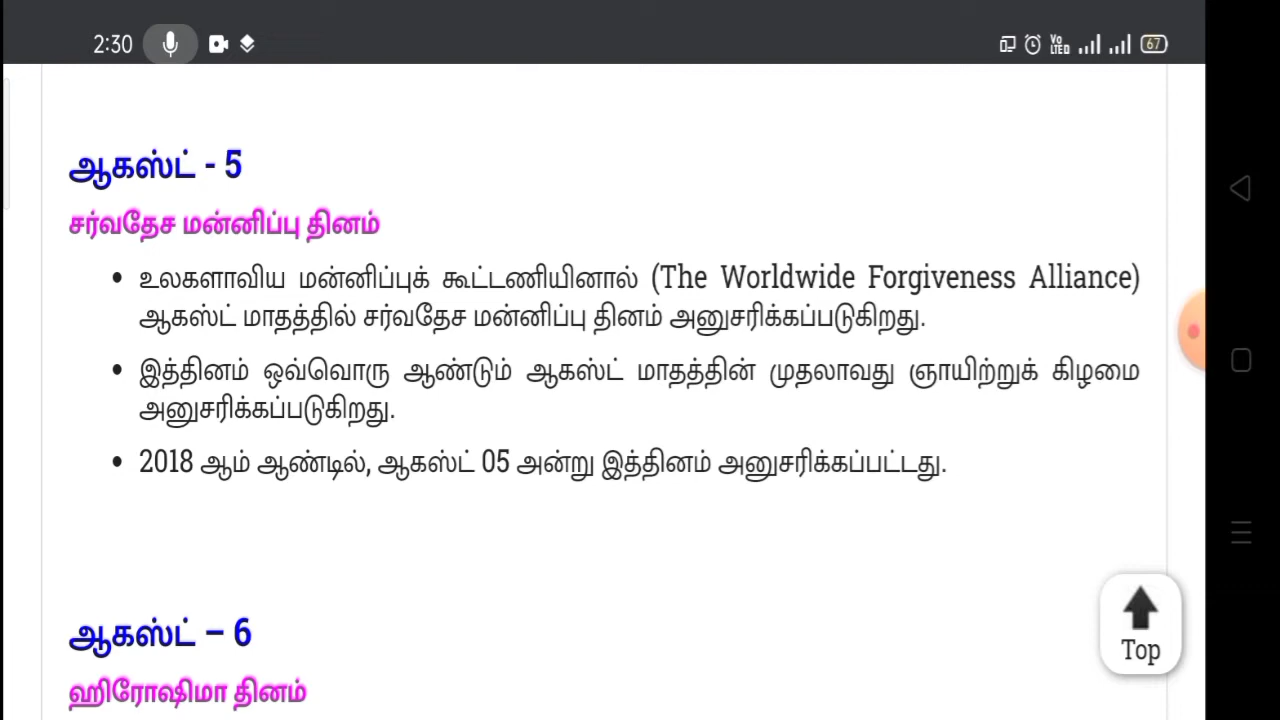 2:30
Vo LTED
67
ஆகஸ்ட் - 5
சர்வதேச மன்னிப்பு தினம்
• உலகளாவிய மன்னிப்புக் கூட்டணியினால் (The Worldwide Forgiveness Alliance)
ஆகஸ்ட் மாதத்தில் சர்வதேச மன்னிப்பு தினம் அனுசரிக்கப்படுகிறது.
• இத்தினம் ஒவ்வொரு ஆண்டும் ஆகஸ்ட் மாதத்தின் முதலாவது ஞாயிற்றுக் கிழமை
அனுசரிக்கப்படுகிறது.
• 2018 ஆம் ஆண்டில், ஆகஸ்ட் 05 அன்று இத்தினம் அனுசரிக்கப்பட்டது.
ஆகஸ்ட் – 6
ஹிரோஷிமா தினம்
Top